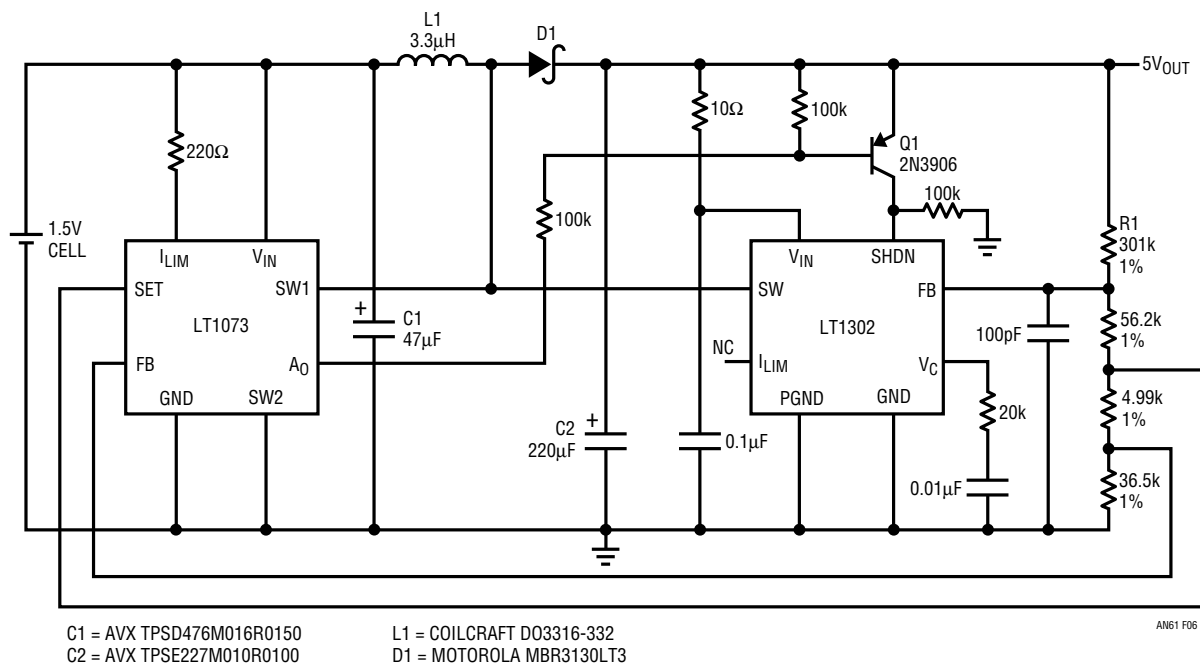 L1
3.3µH
D1
5V_OUT
220Ω
10Ω
100k
Q1
2N3906
100k
100k
1.5V
CELL
R1
301k
1%
I_LIM
V_IN
SET
SW1
LT1073
FB
A_O
GND
SW2
+
C1
47µF
V_IN
SHDN
SW
FB
LT1302
NC
I_LIM
V_C
PGND
GND
100pF
56.2k
1%
20k
4.99k
1%
+
C2
220µF
0.1µF
0.01µF
36.5k
1%
C1 = AVX TPSD476M016R0150
C2 = AVX TPSE227M010R0100
L1 = COILCRAFT DO3316-332
D1 = MOTOROLA MBR3130LT3
AN61 F06